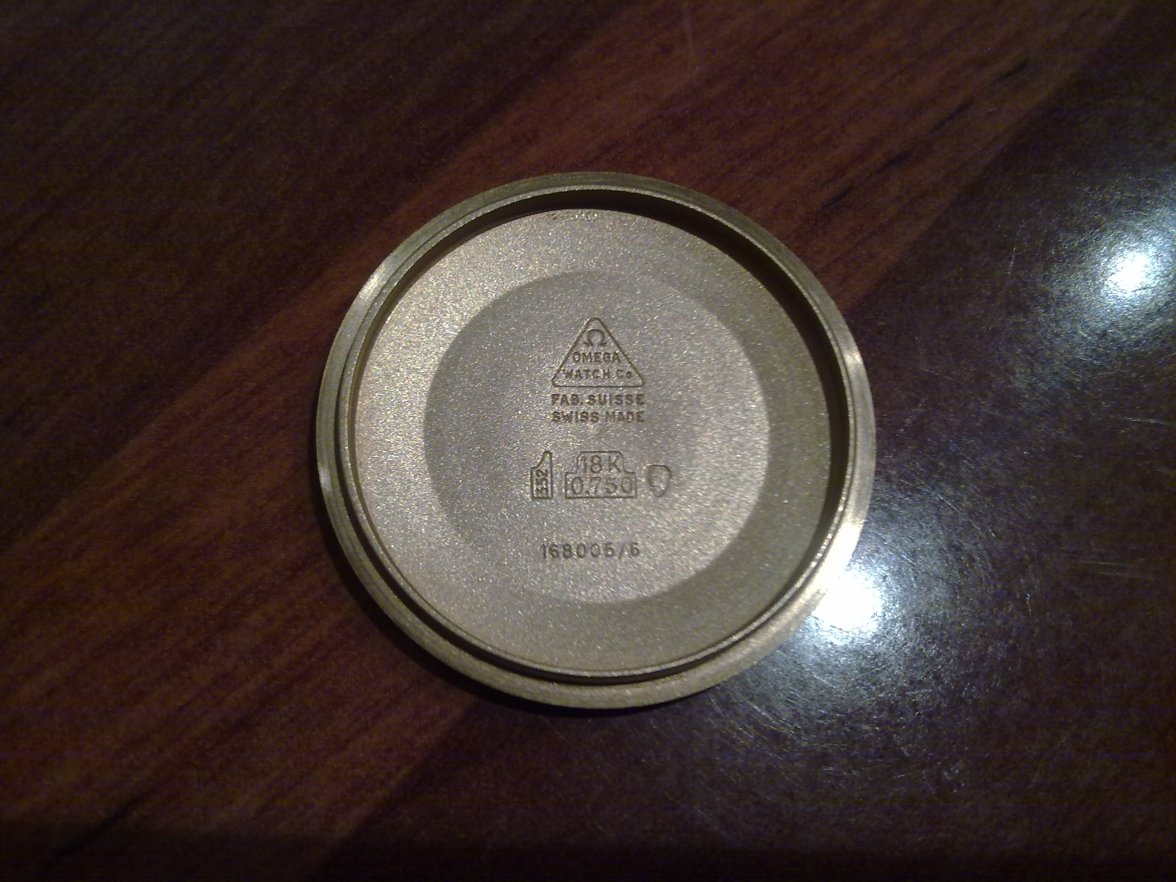 Ω
OMEGA
WATCH Co
FAB. SUISSE
SWISS MADE
18K
0.750
168005/6